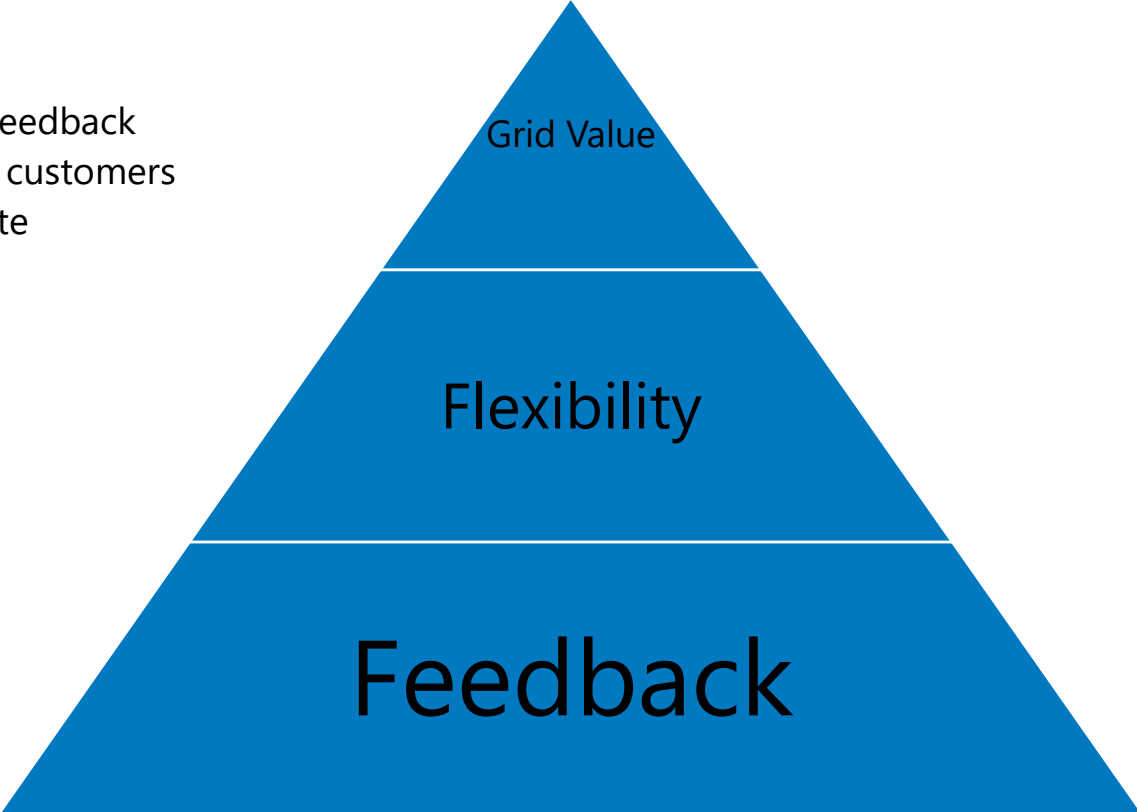 eedback
customers
te
Grid Value
Flexibility
Feedback